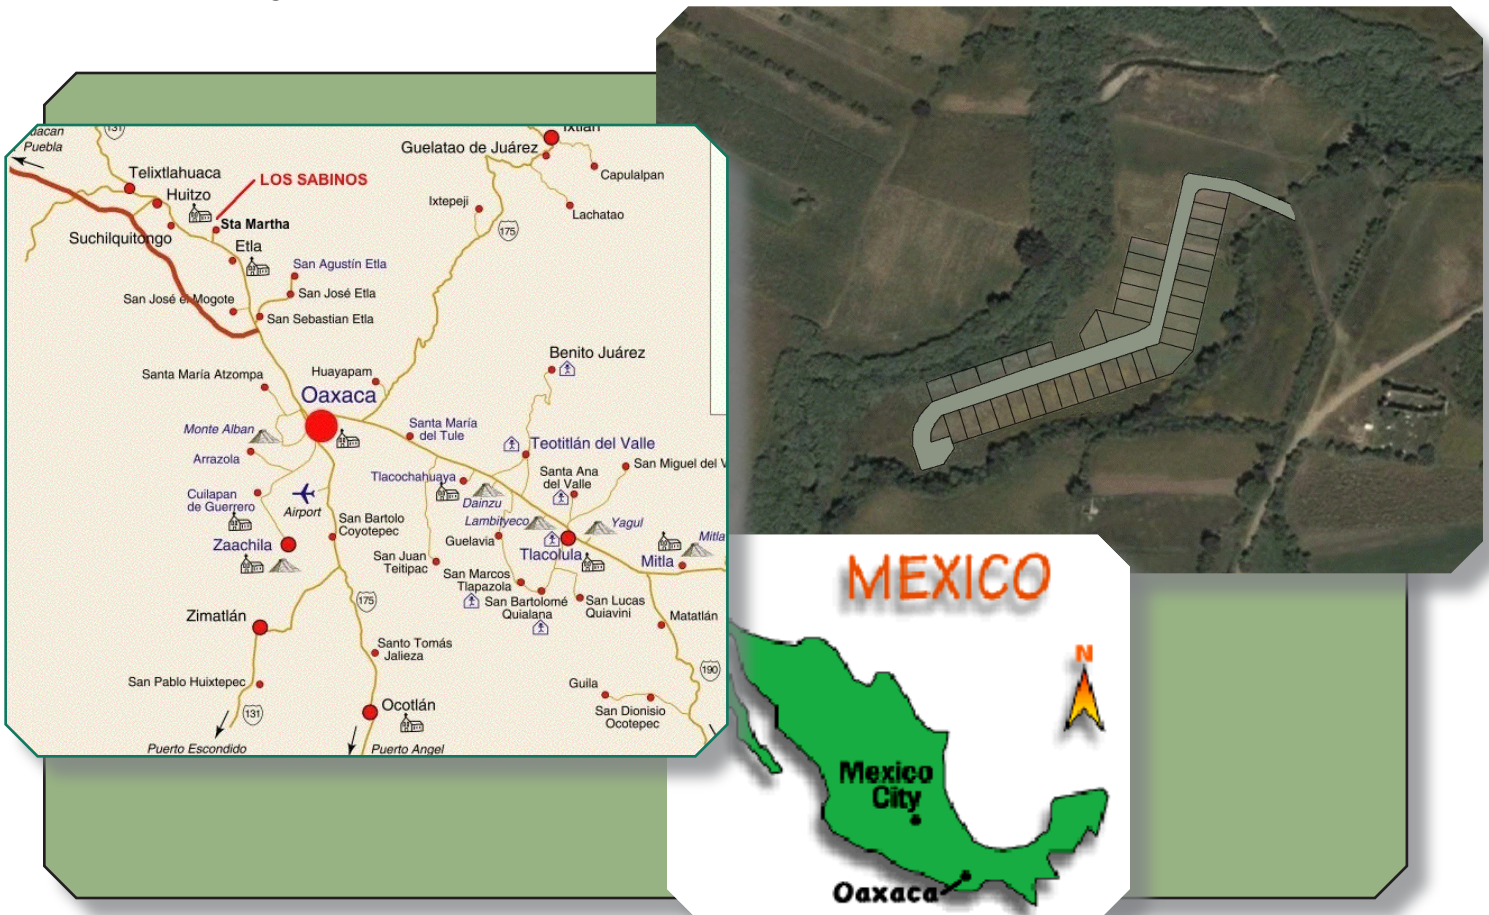 131
uacan
Puebla
Ixtlán
Guelatao de Juárez
Capulalpan
Telixtlahuaca
Huitzo
LOS SABINOS
Ixtepeji
Lachatao
Sta Martha
175
Suchilquitongo
Etla
San Agustín Etla
San José el Mogote
San José Etla
San Sebastian Etla
Benito Juárez
Santa María Atzompa
Huayapam
Oaxaca
Monte Alban
Santa María
del Tule
Arrazola
Teotitlán del Valle
San Miguel del V
Santa Ana
del Valle
Tlacochahuaya
Cuilapan
de Guerrero
Airport
Dainzu
Lambityeco
Yagul
San Bartolo
Coyotepec
Guelavia
Mitla
Zaachila
Tlacolula
Mitla
San Juan
Teitipac
San Marcos
Tlapazola
San Bartolomé
Quialana
San Lucas
Quiavini
175
Zimatlán
Matatlán
Santo Tomás
Jalieza
190
San Pablo Huixtepec
Guila
San Dionisio
Ocotepec
131
Ocotlán
Puerto Escondido
Puerto Angel
MEXICO
N
Mexico
City
Oaxaca